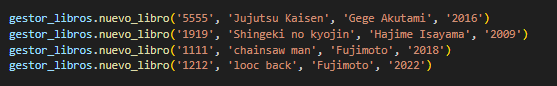 gestor_libros.nuevo_libro('5555', 'Jujutsu Kaisen', 'Gege Akutami', '2016')
gestor_libros.nuevo_libro('1919', 'Shingeki no kyojin', 'Hajime Isayama', '2009')
gestor_libros.nuevo_libro('1111', 'chainsaw man', 'Fujimoto', '2018')
gestor_libros.nuevo_libro('1212', 'looc back', 'Fujimoto', '2022')